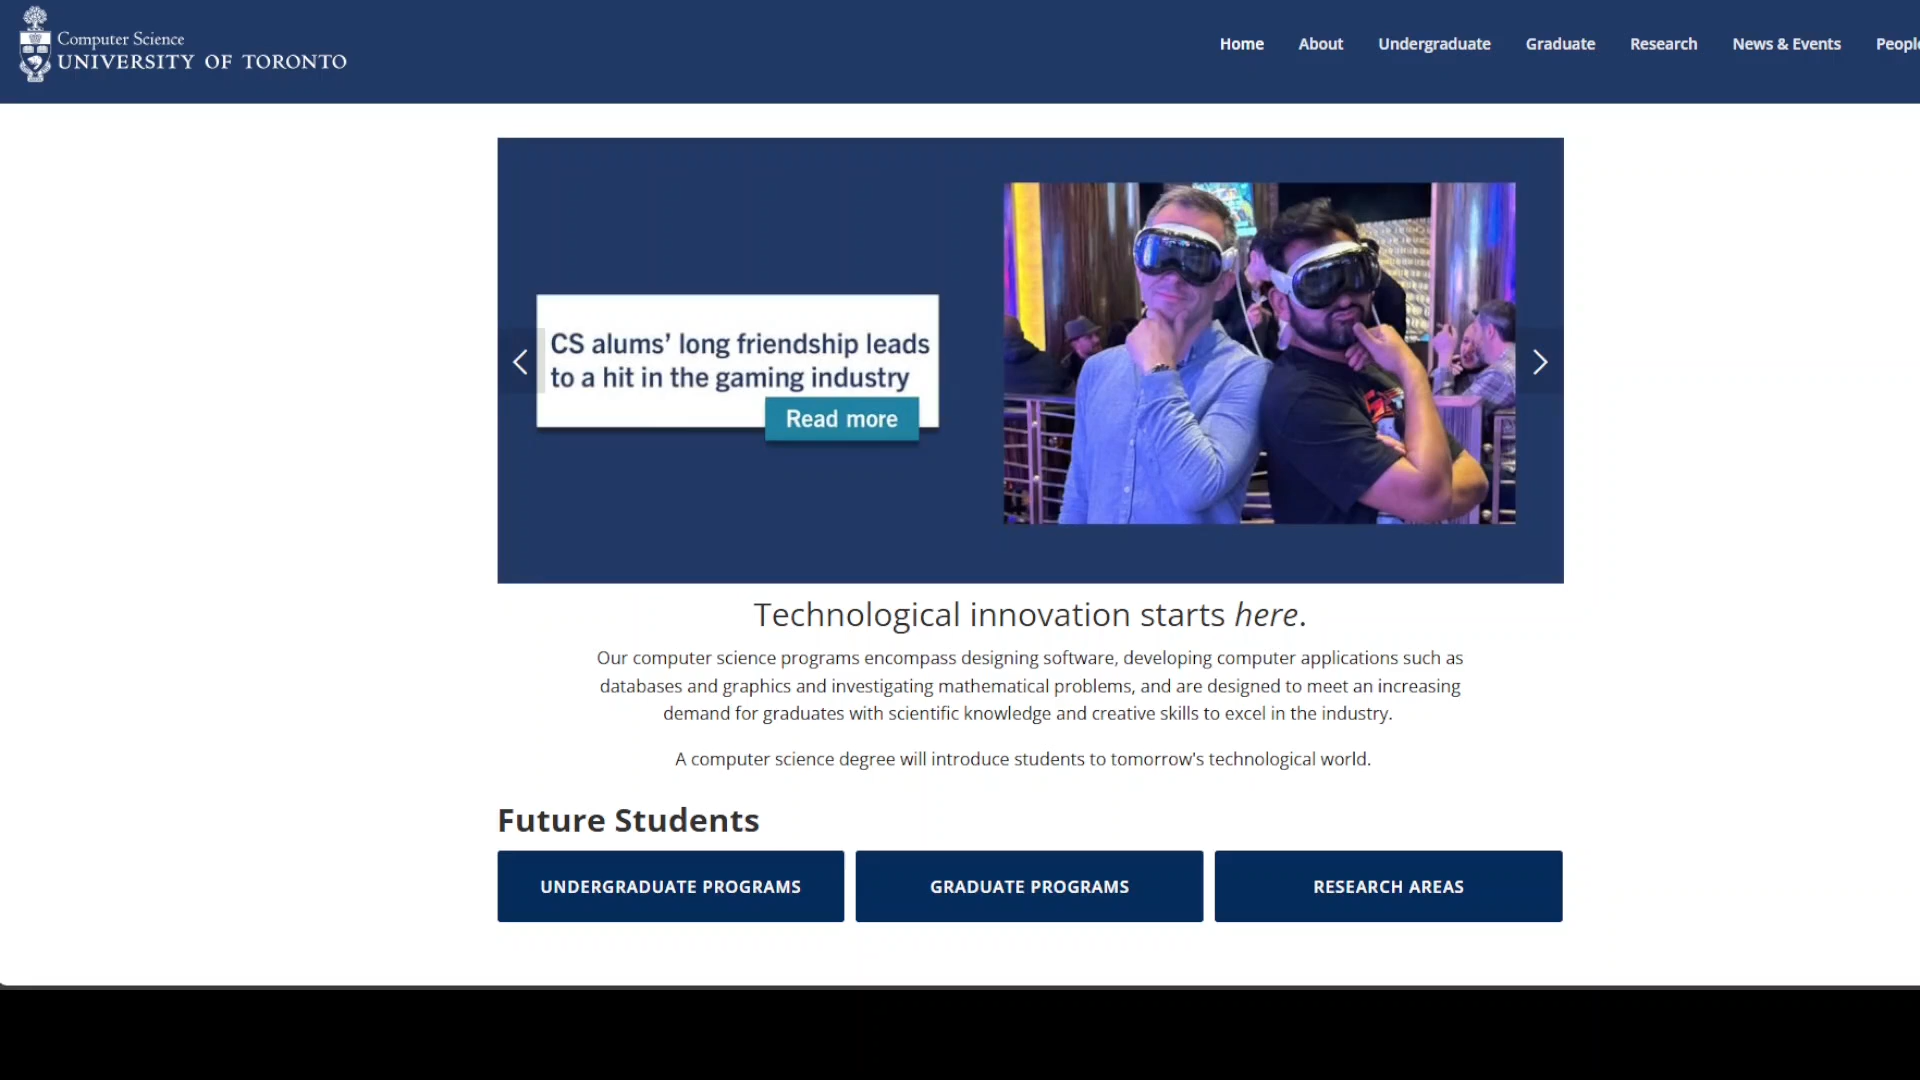 Computer Science
UNIVERSITY OF TORONTO
Home About Undergraduate Graduate Research News & Events
CS alums’ long friendship leads
to a hit in the gaming industry
Read more
Technological innovation starts here.
Our computer science programs encompass designing software, developing computer applications such as
databases and graphics and investigating mathematical problems, and are designed to meet an increasing
demand for graduates with scientific knowledge and creative skills to excel in the industry.
A computer science degree will introduce students to tomorrow's technological world.
Future Students
UNDERGRADUATE PROGRAMS GRADUATE PROGRAMS RESEARCH AREAS